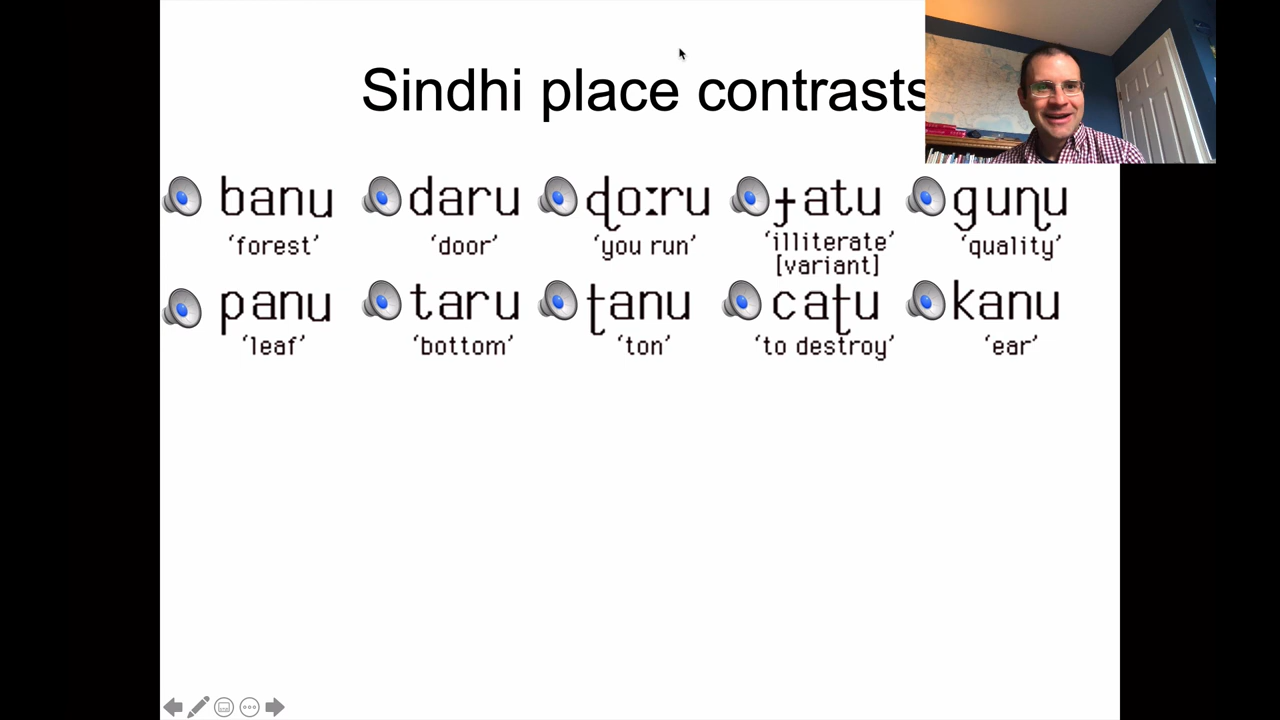 Sindhi place contrasts
banu daru ɖoːru ɟatu guɳu
‘forest’ ‘door’ ‘you run’ ‘illiterate’ ‘quality’
[variant]
panu taru ʈanu caʈu kanu
‘leaf’ ‘bottom’ ‘ton’ ‘to destroy’ ‘ear’